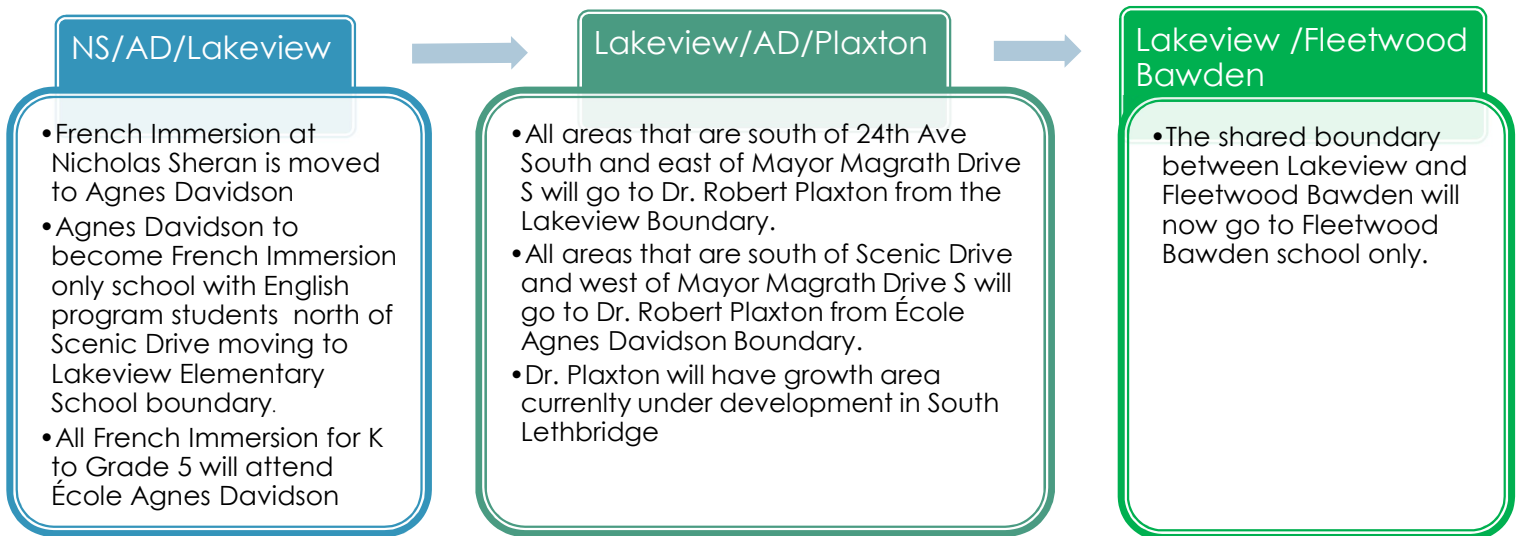 NS/AD/Lakeview
•French Immersion at
Nicholas Sheran is moved
to Agnes Davidson
•Agnes Davidson to
become French Immersion
only school with English
program students north of
Scenic Drive moving to
Lakeview Elementary
School boundary.
•All French Immersion for K
to Grade 5 will attend
École Agnes Davidson
Lakeview/AD/Plaxton
•All areas that are south of 24th Ave
South and east of Mayor Magrath Drive
S will go to Dr. Robert Plaxton from the
Lakeview Boundary.
•All areas that are south of Scenic Drive
and west of Mayor Magrath Drive S will
go to Dr. Robert Plaxton from École
Agnes Davidson Boundary.
•Dr. Plaxton will have growth area
currenlty under development in South
Lethbridge
Lakeview /Fleetwood
Bawden
•The shared boundary
between Lakeview and
Fleetwood Bawden will
now go to Fleetwood
Bawden school only.